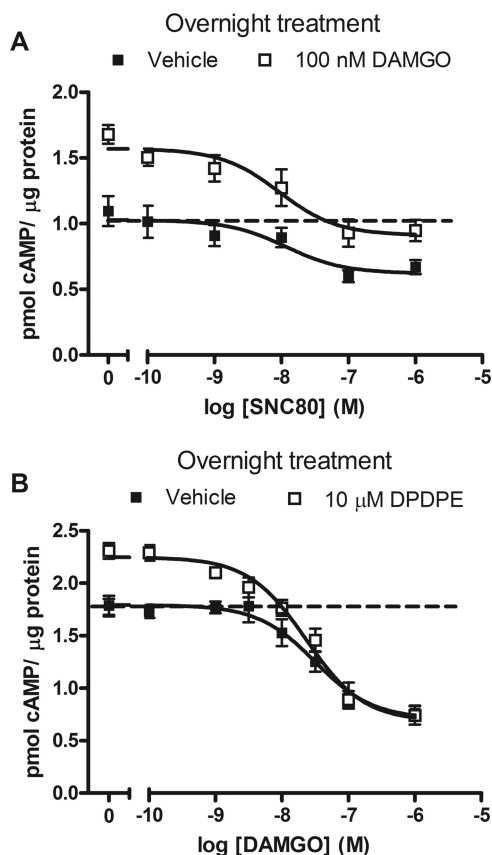 Overnight treatment
A
Vehicle 100 nM DAMGO
pmol cAMP/ μg protein
2.0
1.5
1.0
0.5
0.0
0 -10 -9 -8 -7 -6 -5
log [SNC80] (M)
Overnight treatment
B
Vehicle 10 μM DPDPE
pmol cAMP/ μg protein
2.5
2.0
1.5
1.0
0.5
0.0
0 -10 -9 -8 -7 -6 -5
log [DAMGO] (M)